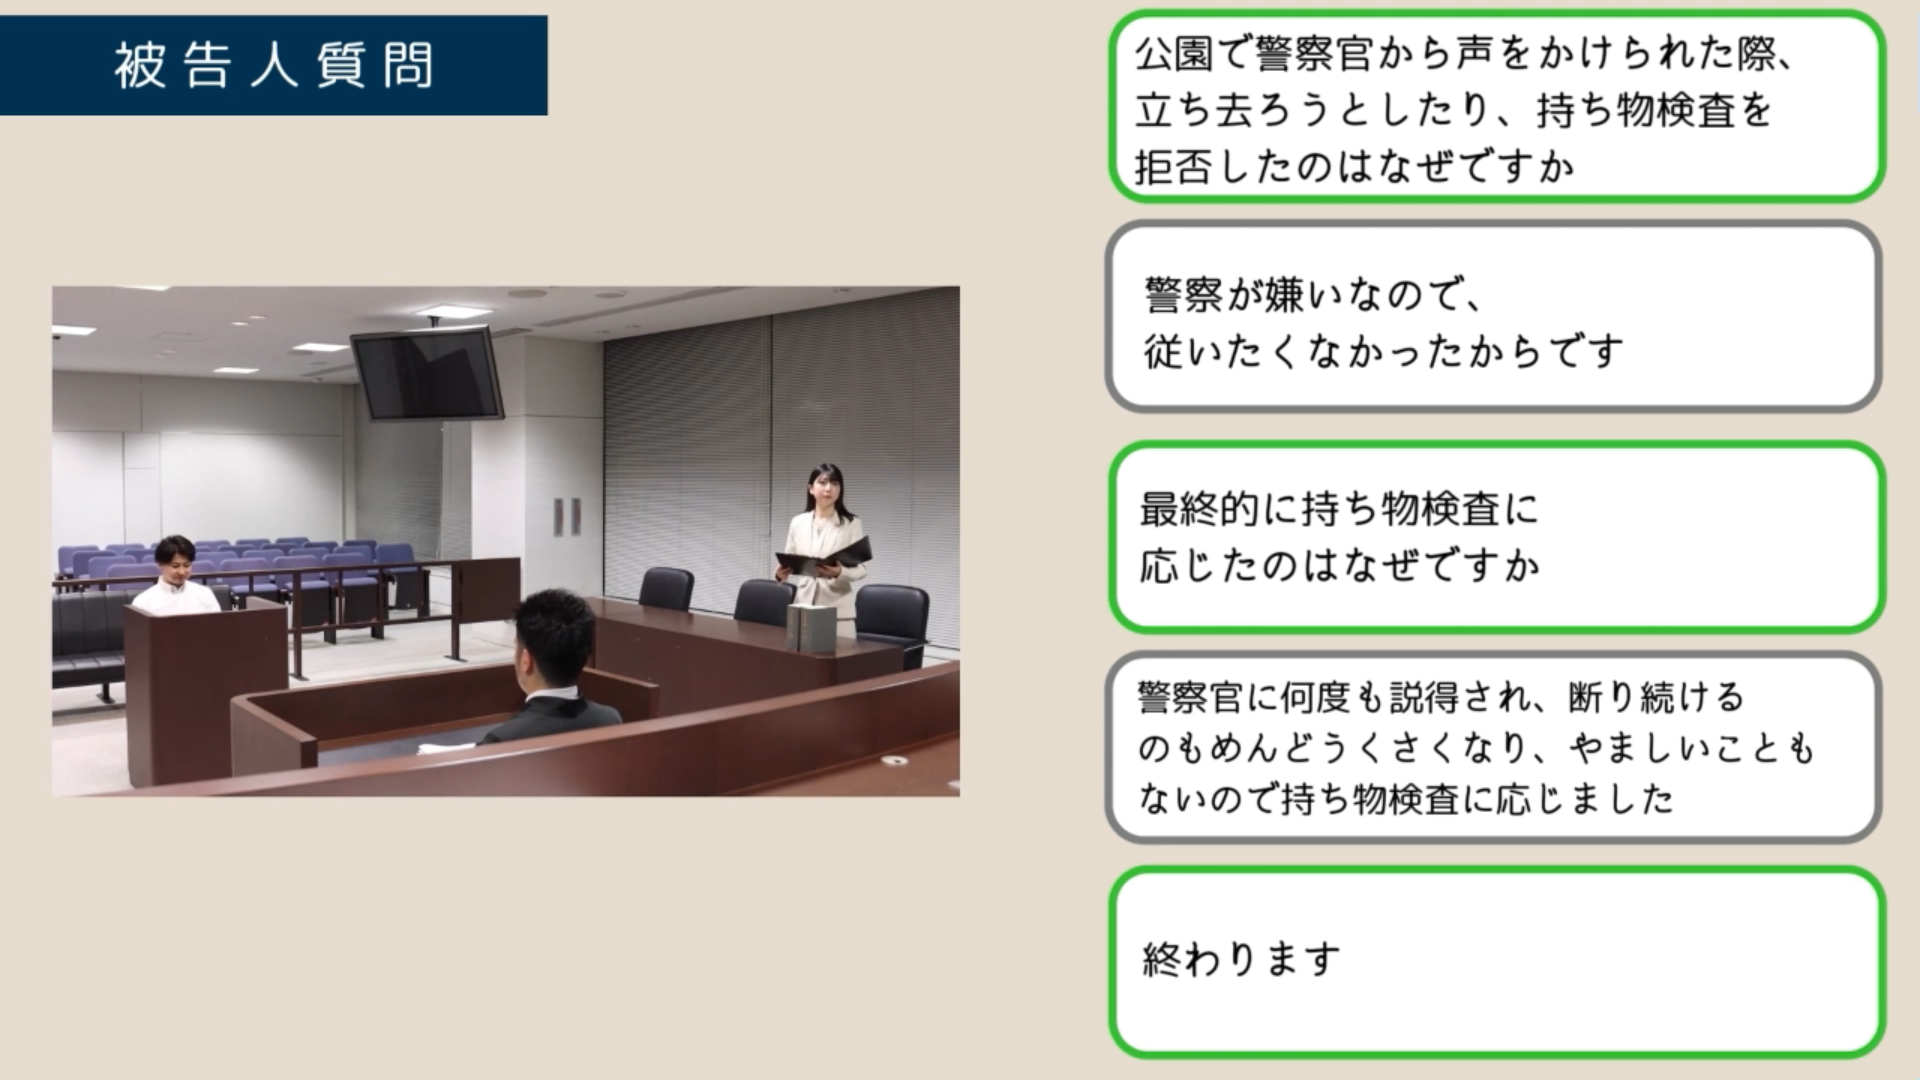 被告人質問
公園で警察官から声をかけられた際、
立ち去ろうとしたり、持ち物検査を
拒否したのはなぜですか
警察が嫌いなので、
従いたくなかったからです
最終的に持ち物検査に
応じたのはなぜですか
警察官に何度も説得され、断り続ける
のもめんどうくさくなり、やましいことも
ないので持ち物検査に応じました
終わります